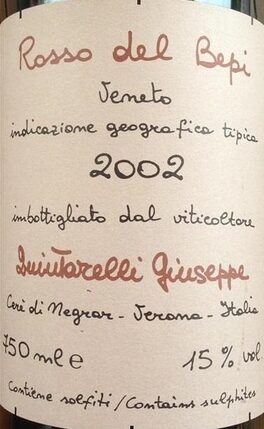 Rosso del Bepi
Veneto
indicazione geografica tipica
2002
imbottigliato dal viticoltore
Quintarelli Giuseppe
Cerè di Negrar - Verona - Italia
750 ml e 15% vol
Contiene solfiti / Contains sulphites